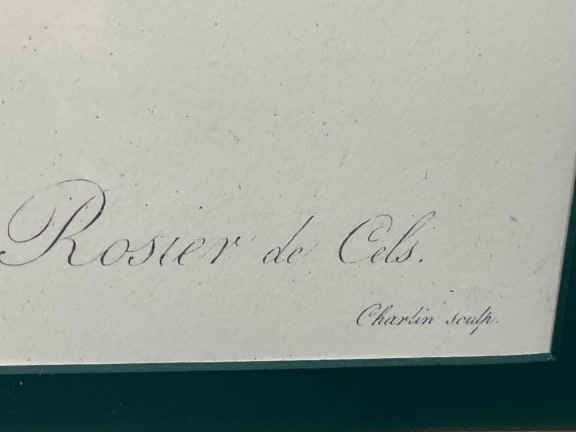 Rosier de Cels.
Charlin sculp.